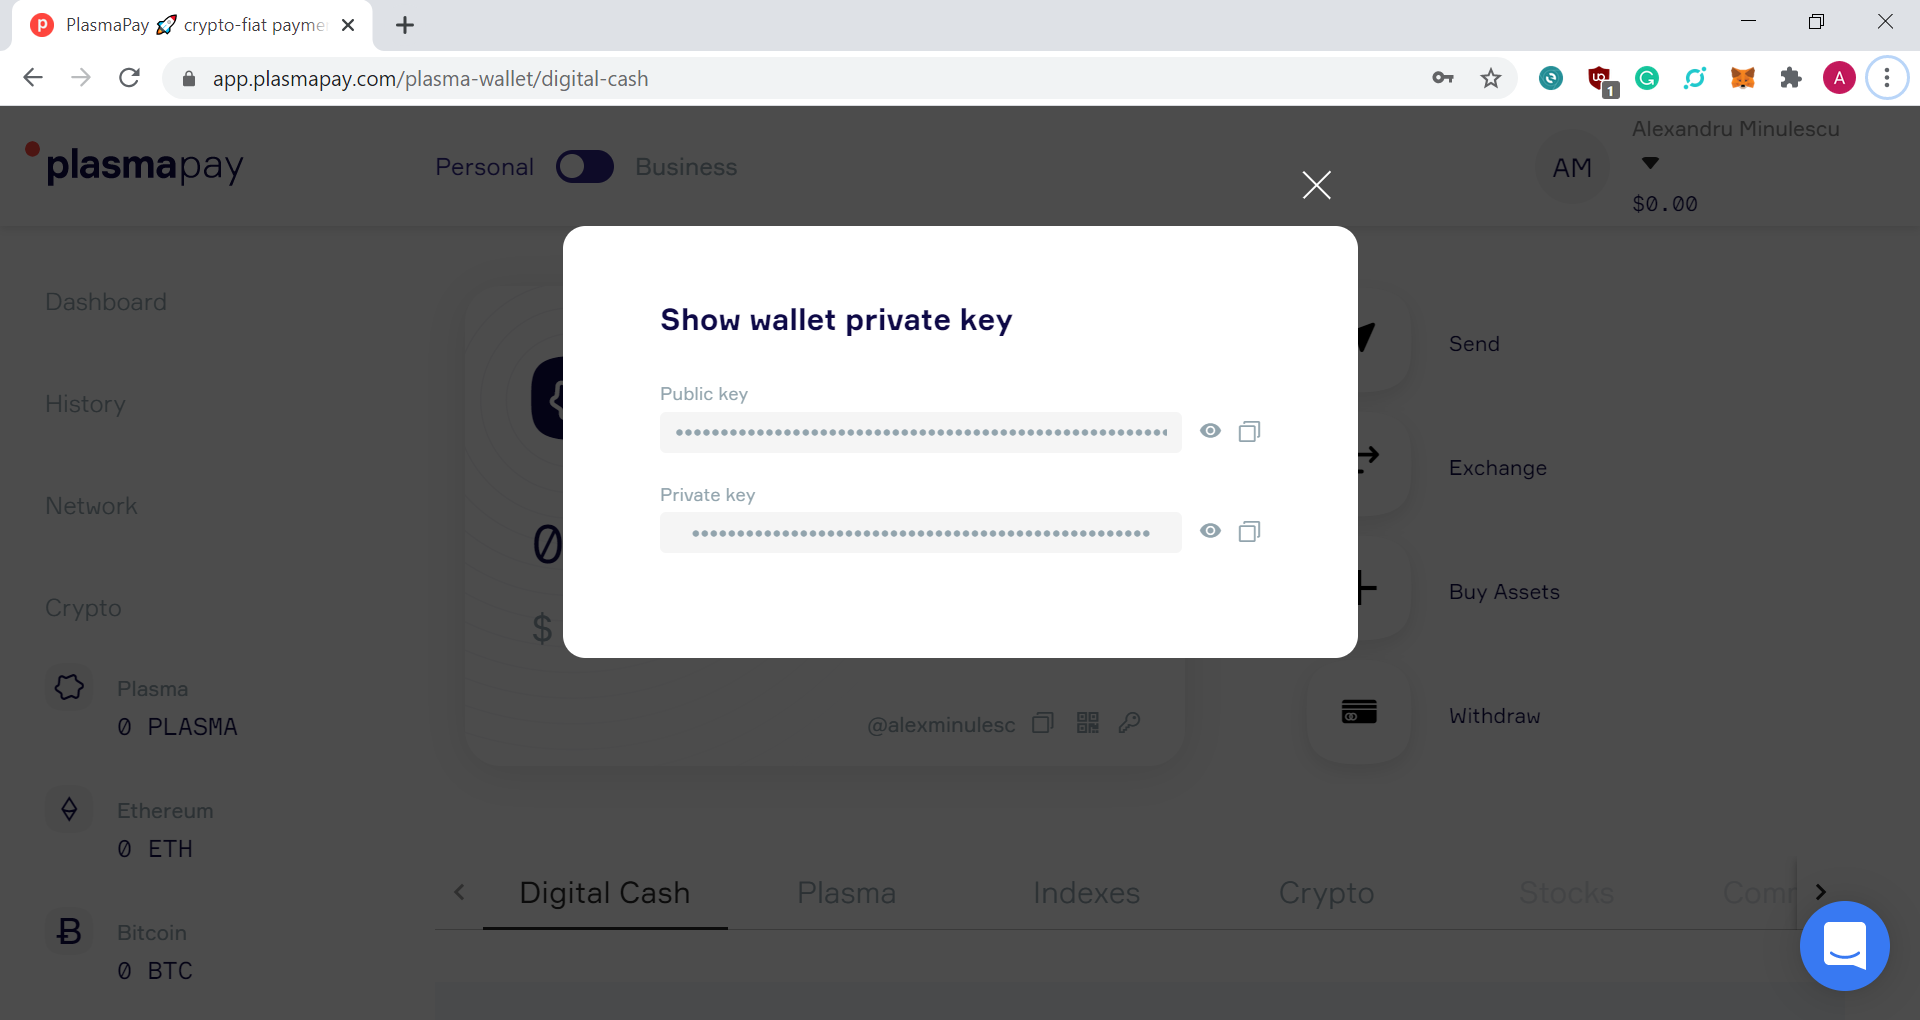 PlasmaPay 🚀 crypto-fiat payme
app.plasmapay.com/plasma-wallet/digital-cash
1
A
plasmapay
Personal
Business
AM
Alexandru Minulescu
$0.00
Dashboard
History
Network
Crypto
Plasma
0 PLASMA
Ethereum
0 ETH
Bitcoin
0 BTC
Show wallet private key
Public key
Private key
0
$
@alexminulesc
Send
Exchange
Buy Assets
Withdraw
Digital Cash
Plasma
Indexes
Crypto
Stocks
Comm